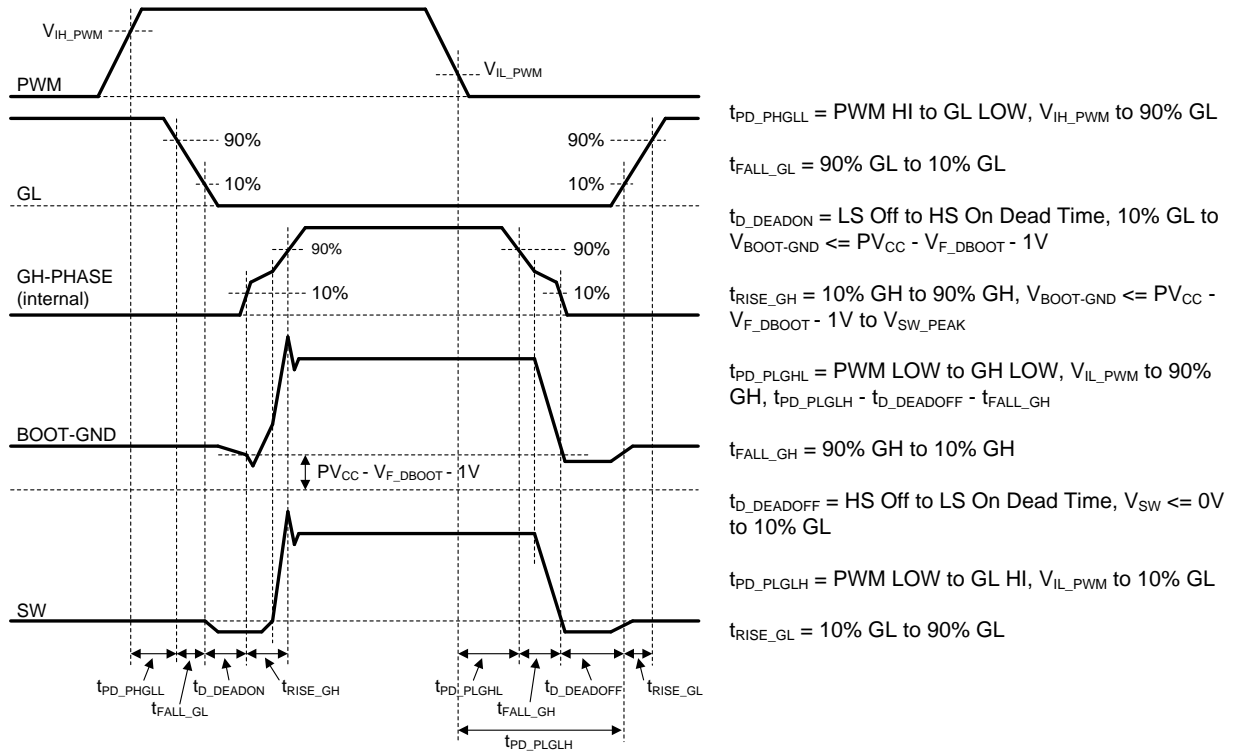 V_IH_PWM
V_IL_PWM
PWM
90%
90%
10%
10%
GL
90%
90%
GH-PHASE
(internal)
10%
10%
BOOT-GND
PV_CC - V_F_DBOOT - 1V
SW
t_PD_PHGLL
t_D_DEADON
t_RISE_GH
t_PD_PLGHL
t_D_DEADOFF
t_RISE_GL
t_FALL_GL
t_FALL_GH
t_PD_PLGLH
t_PD_PHGLL = PWM HI to GL LOW, V_IH_PWM to 90% GL
t_FALL_GL = 90% GL to 10% GL
t_D_DEADON = LS Off to HS On Dead Time, 10% GL to
V_BOOT-GND <= PV_CC - V_F_DBOOT - 1V
t_RISE_GH = 10% GH to 90% GH, V_BOOT-GND <= PV_CC -
V_F_DBOOT - 1V to V_SW_PEAK
t_PD_PLGHL = PWM LOW to GH LOW, V_IL_PWM to 90%
GH, t_PD_PLGLH - t_D_DEADOFF - t_FALL_GH
t_FALL_GH = 90% GH to 10% GH
t_D_DEADOFF = HS Off to LS On Dead Time, V_SW <= 0V
to 10% GL
t_PD_PLGLH = PWM LOW to GL HI, V_IL_PWM to 10% GL
t_RISE_GL = 10% GL to 90% GL